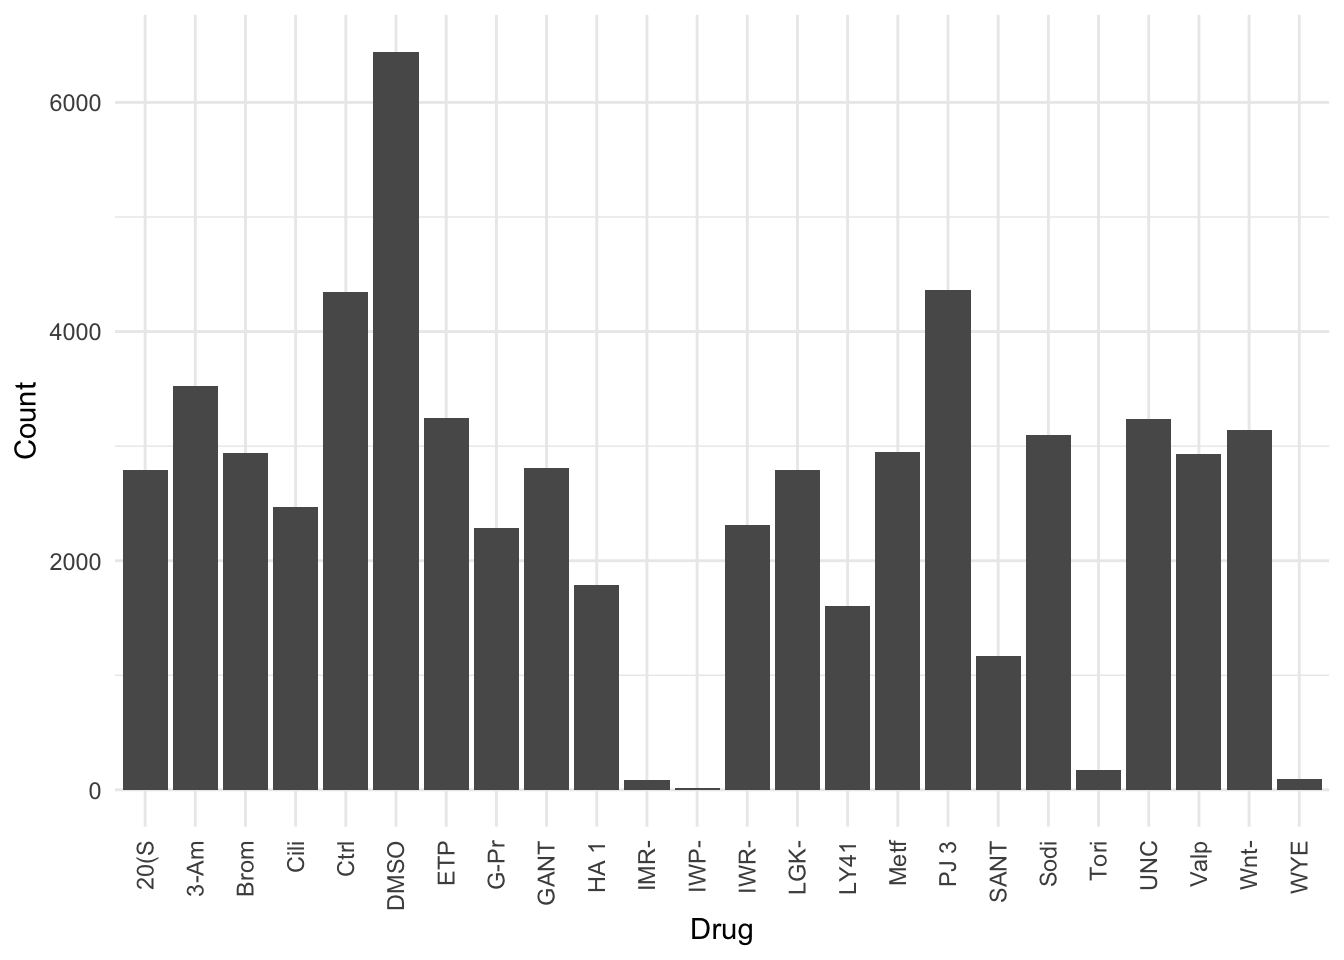 6000
4000
2000
0
Count
20(S
3-Am
Brom
Cili
Ctrl
DMSO
ETP
G-Pr
GANT
HA 1
IMR-
IWP-
IWR-
LGK-
LY41
Metf
PJ 3
SANT
Sodi
Tori
UNC
Valp
Wnt-
WYE
Drug